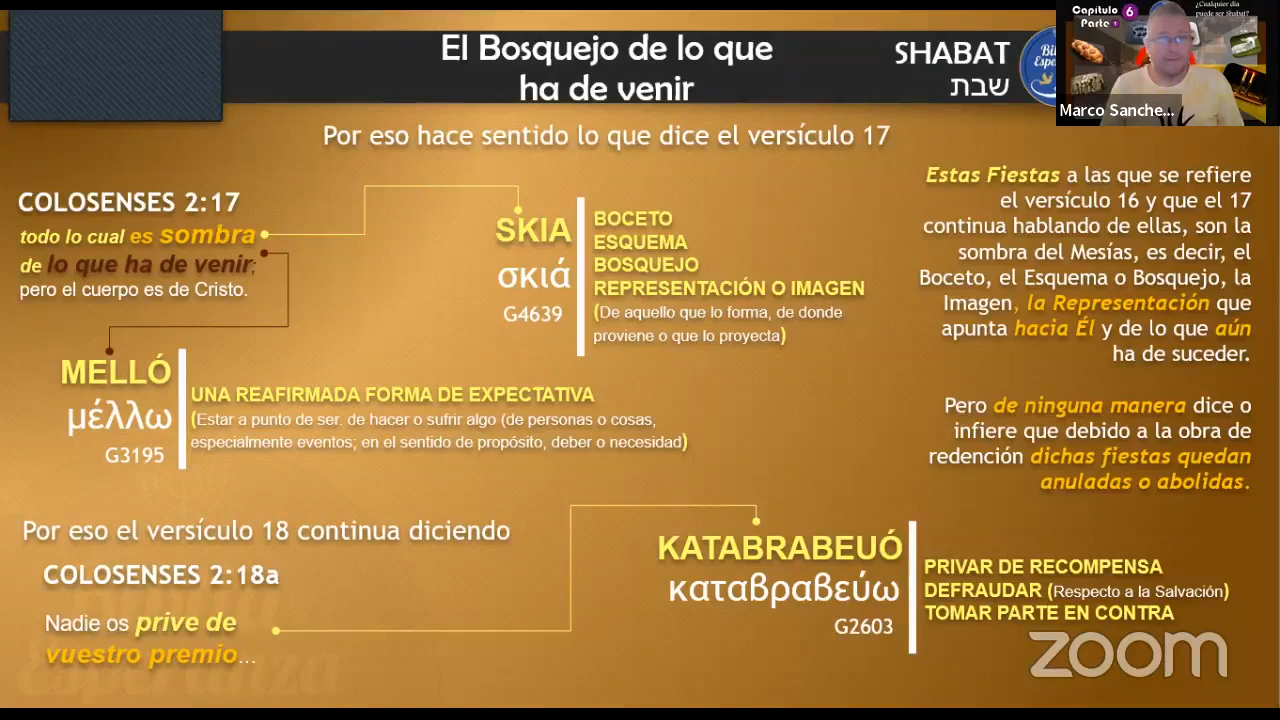 El Bosquejo de lo que
ha de venir
SHABAT
שבת
Capitulo 6
Parte 1
¿Cualquier día
puede ser Shabat?
Marco Sanche...
Por eso hace sentido lo que dice el versículo 17
COLOSENSES 2:17
todo lo cual es sombra
de lo que ha de venir;
pero el cuerpo es de Cristo.
SKIA
σκιά
G4639
BOCETO
ESQUEMA
BOSQUEJO
REPRESENTACIÓN O IMAGEN
(De aquello que lo forma, de donde
proviene o que lo proyecta)
MELLÓ
μέλλω
G3195
UNA REAFIRMADA FORMA DE EXPECTATIVA
(Estar a punto de ser. de hacer o sufrir algo (de personas o cosas,
especialmente eventos; en el sentido de propósito, deber o necesidad)
Estas Fiestas a las que se refiere
el versículo 16 y que el 17
continua hablando de ellas, son la
sombra del Mesías, es decir, el
Boceto, el Esquema o Bosquejo, la
Imagen, la Representación que
apunta hacia Él y de lo que aún
ha de suceder.
Pero de ninguna manera dice o
infiere que debido a la obra de
redención dichas fiestas quedan
anuladas o abolidas.
Por eso el versículo 18 continua diciendo
COLOSENSES 2:18a
Nadie os prive de
vuestro premio...
KATABRABEUÓ
καταβραβεύω
G2603
PRIVAR DE RECOMPENSA
DEFRAUDAR (Respecto a la Salvación)
TOMAR PARTE EN CONTRA
zoom